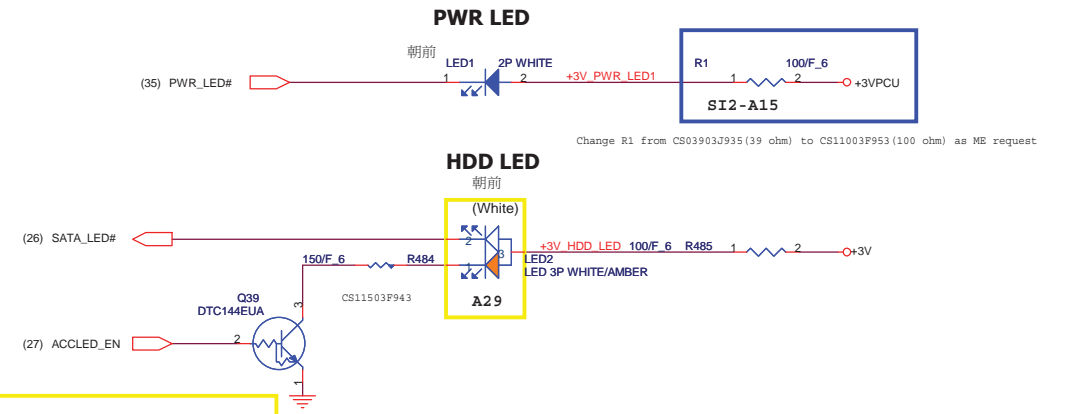 PWR LED
朝前
LED1 2P WHITE
R1 100/F_6
(35) PWR_LED# 1 2 +3V_PWR_LED1 1 2 +3VPCU
SI2-A15
Change R1 from CS03903J935(39 ohm) to CS11003F953(100 ohm) as ME request
HDD LED
朝前
(White)
(26) SATA_LED# 2 3 +3V_HDD_LED 100/F_6 R485 1 2 +3V
150/F_6 R484 1 LED2
LED 3P WHITE/AMBER
CS11503F943 A29
Q39 3
DTC144EUA
(27) ACCLED_EN 2
1